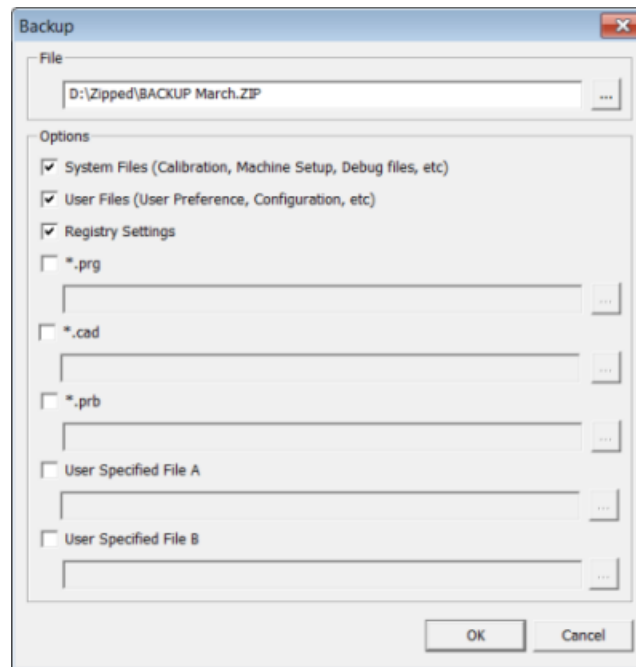 Backup
File
D:\Zipped\BACKUP March.ZIP
...
Options
System Files (Calibration, Machine Setup, Debug files, etc)
User Files (User Preference, Configuration, etc)
Registry Settings
*.prg
...
*.cad
...
*.prb
...
User Specified File A
...
User Specified File B
...
OK Cancel